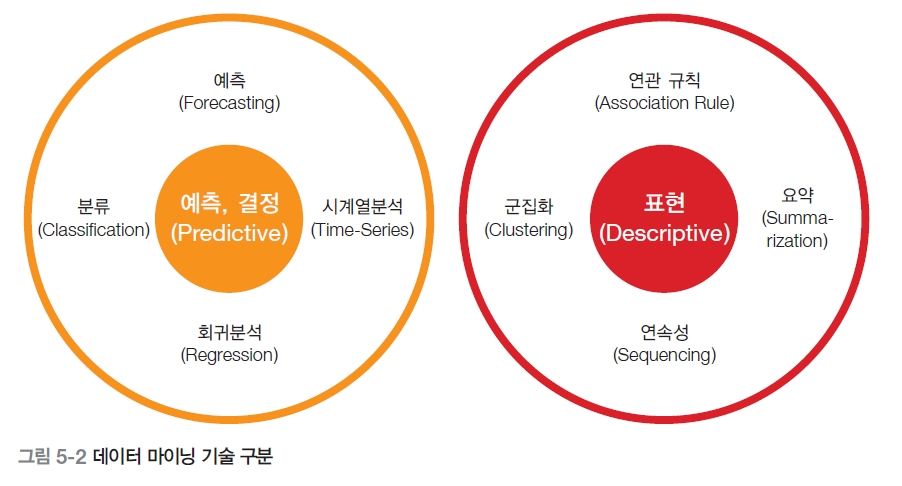 예측
(Forecasting)
분류
(Classification)
예측, 결정
(Predictive)
시계열분석
(Time-Series)
회귀분석
(Regression)
연관 규칙
(Association Rule)
군집화
(Clustering)
표현
(Descriptive)
요약
(Summa-
rization)
연속성
(Sequencing)
그림 5-2 데이터 마이닝 기술 구분